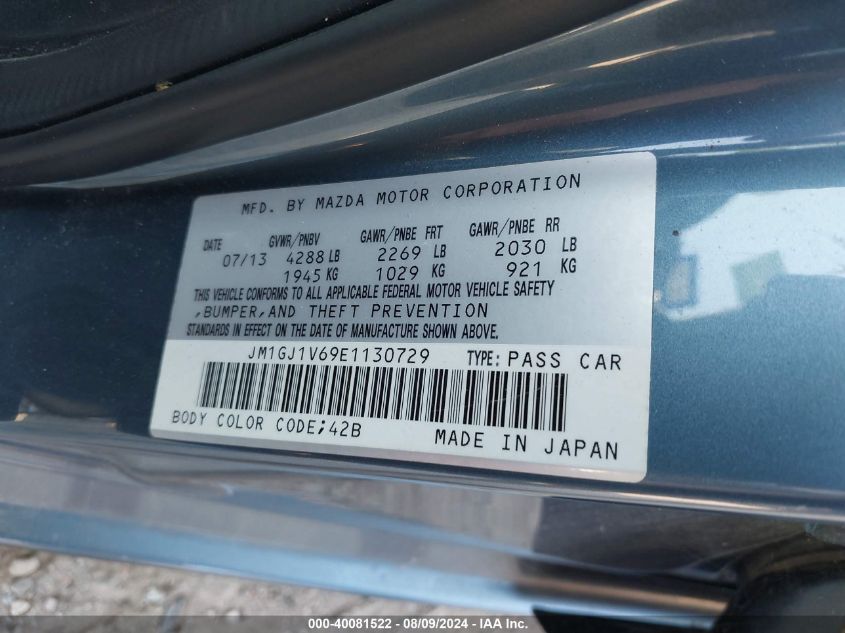 MFD. BY MAZDA MOTOR CORPORATION
DATE GVWR/PNBV GAWR/PNBE FRT GAWR/PNBE RR
07/13 4288 LB 2269 LB 2030 LB
1945 KG 1029 KG 921 KG
THIS VEHICLE CONFORMS TO ALL APPLICABLE FEDERAL MOTOR VEHICLE SAFETY
,BUMPER,AND THEFT PREVENTION
STANDARDS IN EFFECT ON THE DATE OF MANUFACTURE SHOWN ABOVE.
JM1GJ1V69E1130729 TYPE: PASS CAR
BODY COLOR CODE;42B MADE IN JAPAN
000-40081522 - 08/09/2024 - IAA Inc.